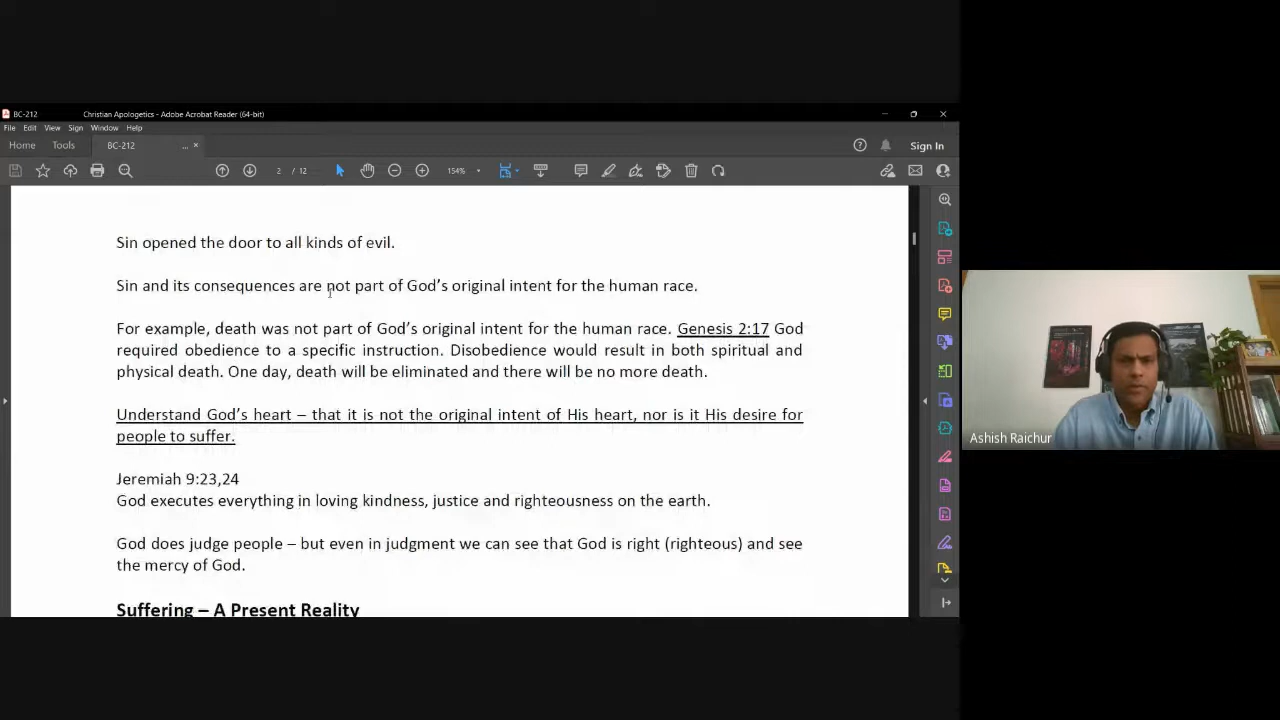 BC-212 Christian Apologetics - Adobe Acrobat Reader (64-bit)
File Edit View Sign Window Help
Home Tools BC-212 ... × Sign In
2 / 12 154%
Sin opened the door to all kinds of evil.
Sin and its consequences are not part of God’s original intent for the human race.
For example, death was not part of God’s original intent for the human race. Genesis 2:17 God
required obedience to a specific instruction. Disobedience would result in both spiritual and
physical death. One day, death will be eliminated and there will be no more death.
Understand God’s heart – that it is not the original intent of His heart, nor is it His desire for
people to suffer.
Jeremiah 9:23,24
God executes everything in loving kindness, justice and righteousness on the earth.
God does judge people – but even in judgment we can see that God is right (righteous) and see
the mercy of God.
Suffering – A Present Reality
Ashish Raichur